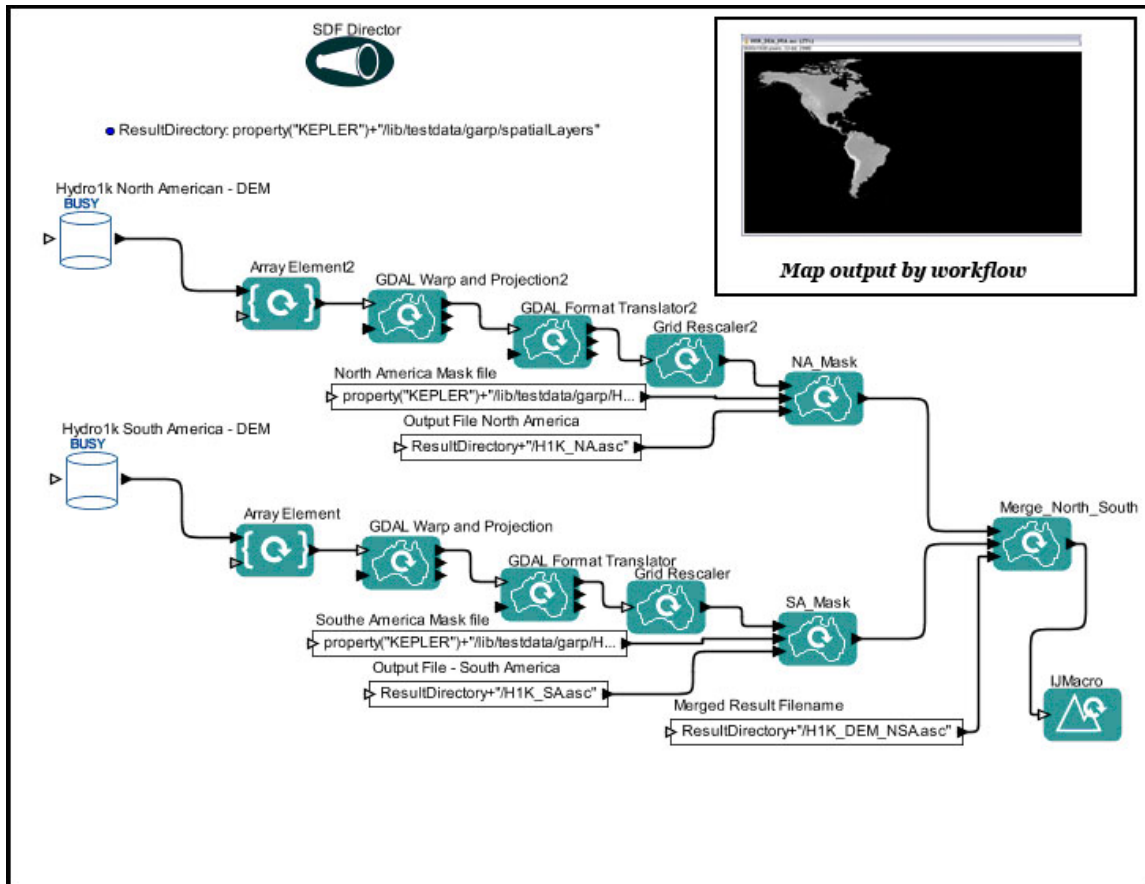 SDF Director
ResultDirectory: property("KEPLER")+"/lib/testdata/garp/spatialLayers"
Map output by workflow
Hydro1k North American - DEM
BUSY
Array Element2
GDAL Warp and Projection2
GDAL Format Translator2
Grid Rescaler2
North America Mask file
property("KEPLER")+"/lib/testdata/garp/H...
NA_Mask
Output File North America
ResultDirectory+"/H1K_NA.asc"
Hydro1k South America - DEM
BUSY
Array Element
GDAL Warp and Projection
GDAL Format Translator
Grid Rescaler
Merge_North_South
Southe America Mask file
property("KEPLER")+"/lib/testdata/garp/H...
SA_Mask
Output File - South America
ResultDirectory+"/H1K_SA.asc"
Merged Result Filename
ResultDirectory+"/H1K_DEM_NSA.asc"
IJMacro